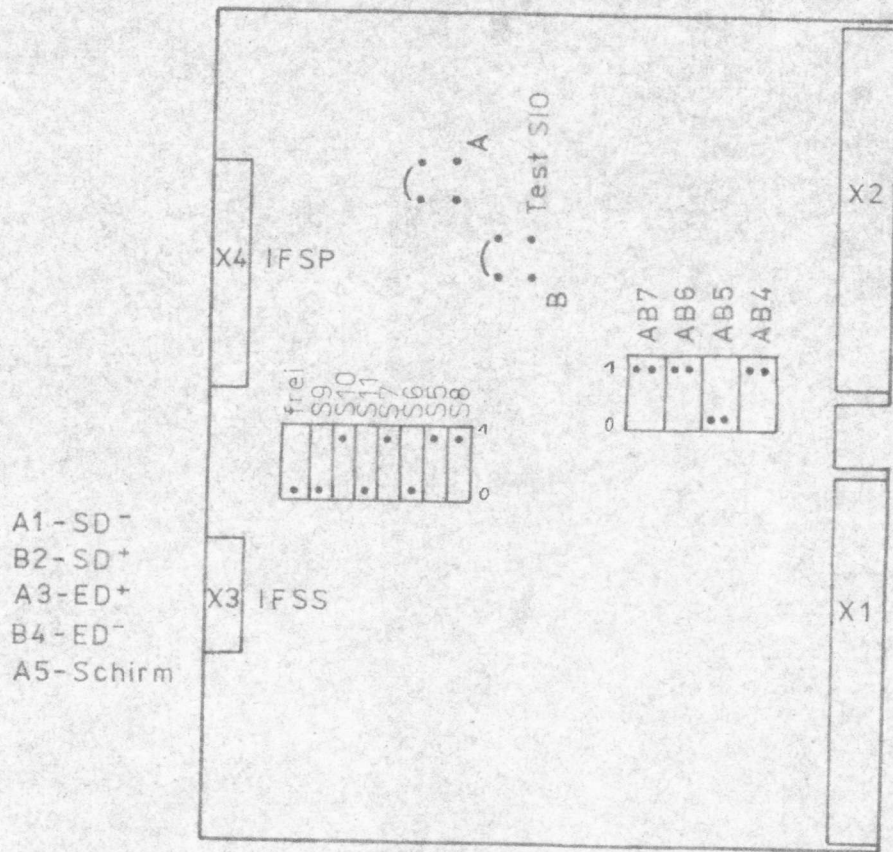 A
Test SIO
B
X2
X4 IFSP
AB7
AB6
AB5
AB4
1
0
frei
S9
S10
S11
S7
S6
S5
S8
1
0
A1-SD⁻
B2-SD⁺
A3-ED⁺
B4-ED⁻
A5-Schirm
X3 IFSS
X1